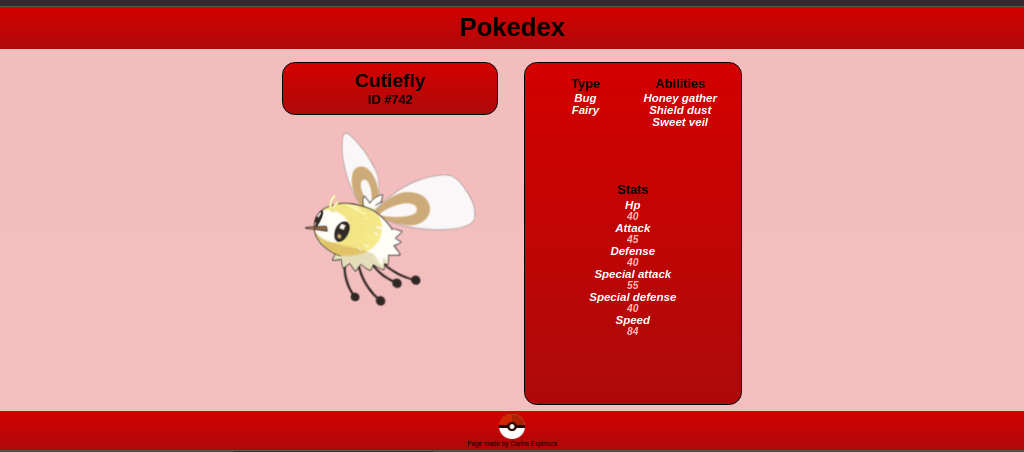 Pokedex
Cutiefly
ID #742
Type
Bug
Fairy
Abilities
Honey gather
Shield dust
Sweet veil
Stats
Hp
40
Attack
45
Defense
40
Special attack
55
Special defense
40
Speed
84
Page made by Carlos Espinoza